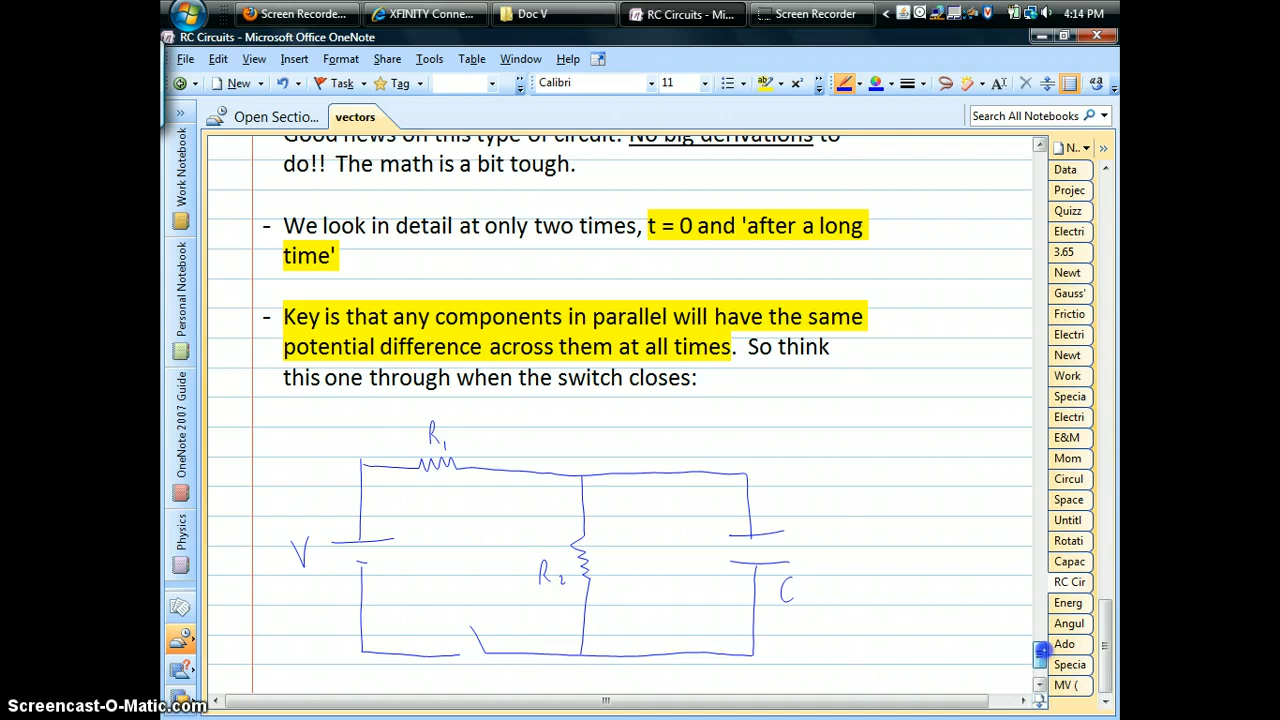 Screen Recorde...
XFINITY Conne...
Doc V
RC Circuits - Mi...
Screen Recorder
4:14 PM
RC Circuits - Microsoft Office OneNote
File Edit View Insert Format Share Tools Table Window Help
New Task Tag Calibri 11
Open Sectio... vectors Search All Notebooks
Work Notebook
Personal Notebook
OneNote 2007 Guide
Physics
Good news on this type of circuit. No big derivations to
do!! The math is a bit tough.
- We look in detail at only two times, t = 0 and 'after a long
time'
- Key is that any components in parallel will have the same
potential difference across them at all times. So think
this one through when the switch closes:
R1
V
R2
C
N..
Data
Projec
Quizz
Electri
3.65
Newt
Gauss'
Frictio
Electri
Newt
Work
Specia
Electri
E&M
Mom
Circul
Space
Untitl
Rotati
Capac
RC Cir
Energ
Angul
Ado
Specia
MV (
Screencast-O-Matic.com